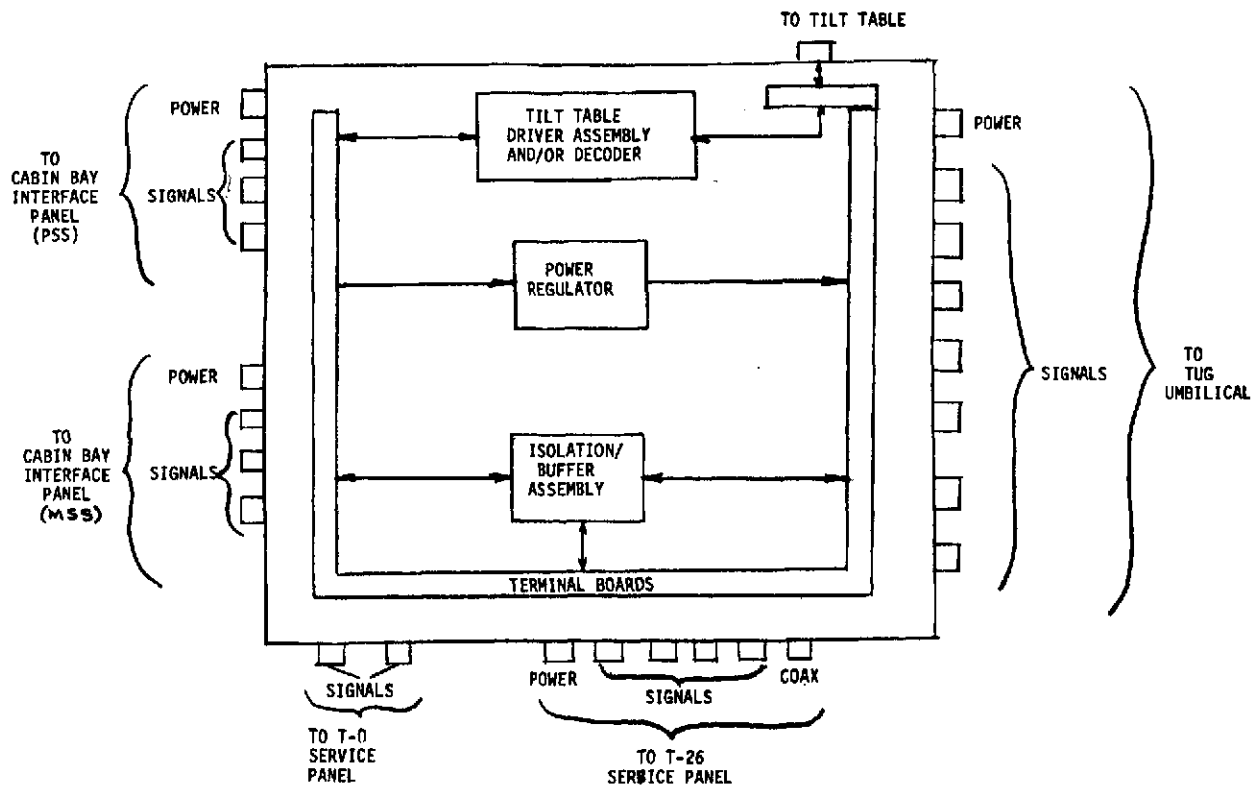 TO TILT TABLE
POWER
TO
CABIN BAY
INTERFACE
PANEL
(PSS)
SIGNALS
TILT TABLE
DRIVER ASSEMBLY
AND/OR DECODER
POWER
POWER
REGULATOR
SIGNALS
TO
TUG
UMBILICAL
POWER
TO
CABIN BAY
INTERFACE
PANEL
(MSS)
SIGNALS
ISOLATION/
BUFFER
ASSEMBLY
TERMINAL BOARDS
SIGNALS
TO T-0
SERVICE
PANEL
POWER
SIGNALS
COAX
TO T-26
SERVICE PANEL